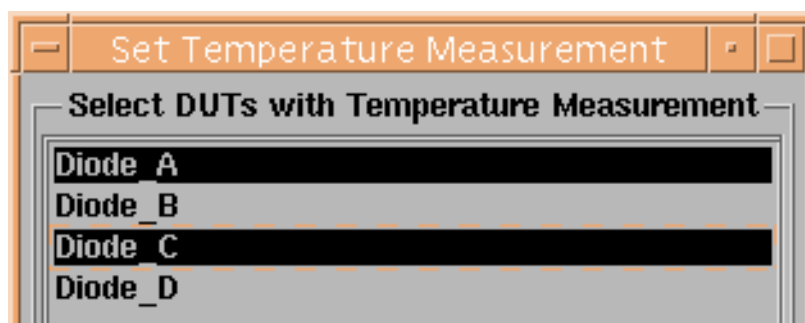 Set Temperature Measurement
Select DUTs with Temperature Measurement
Diode_A
Diode_B
Diode_C
Diode_D